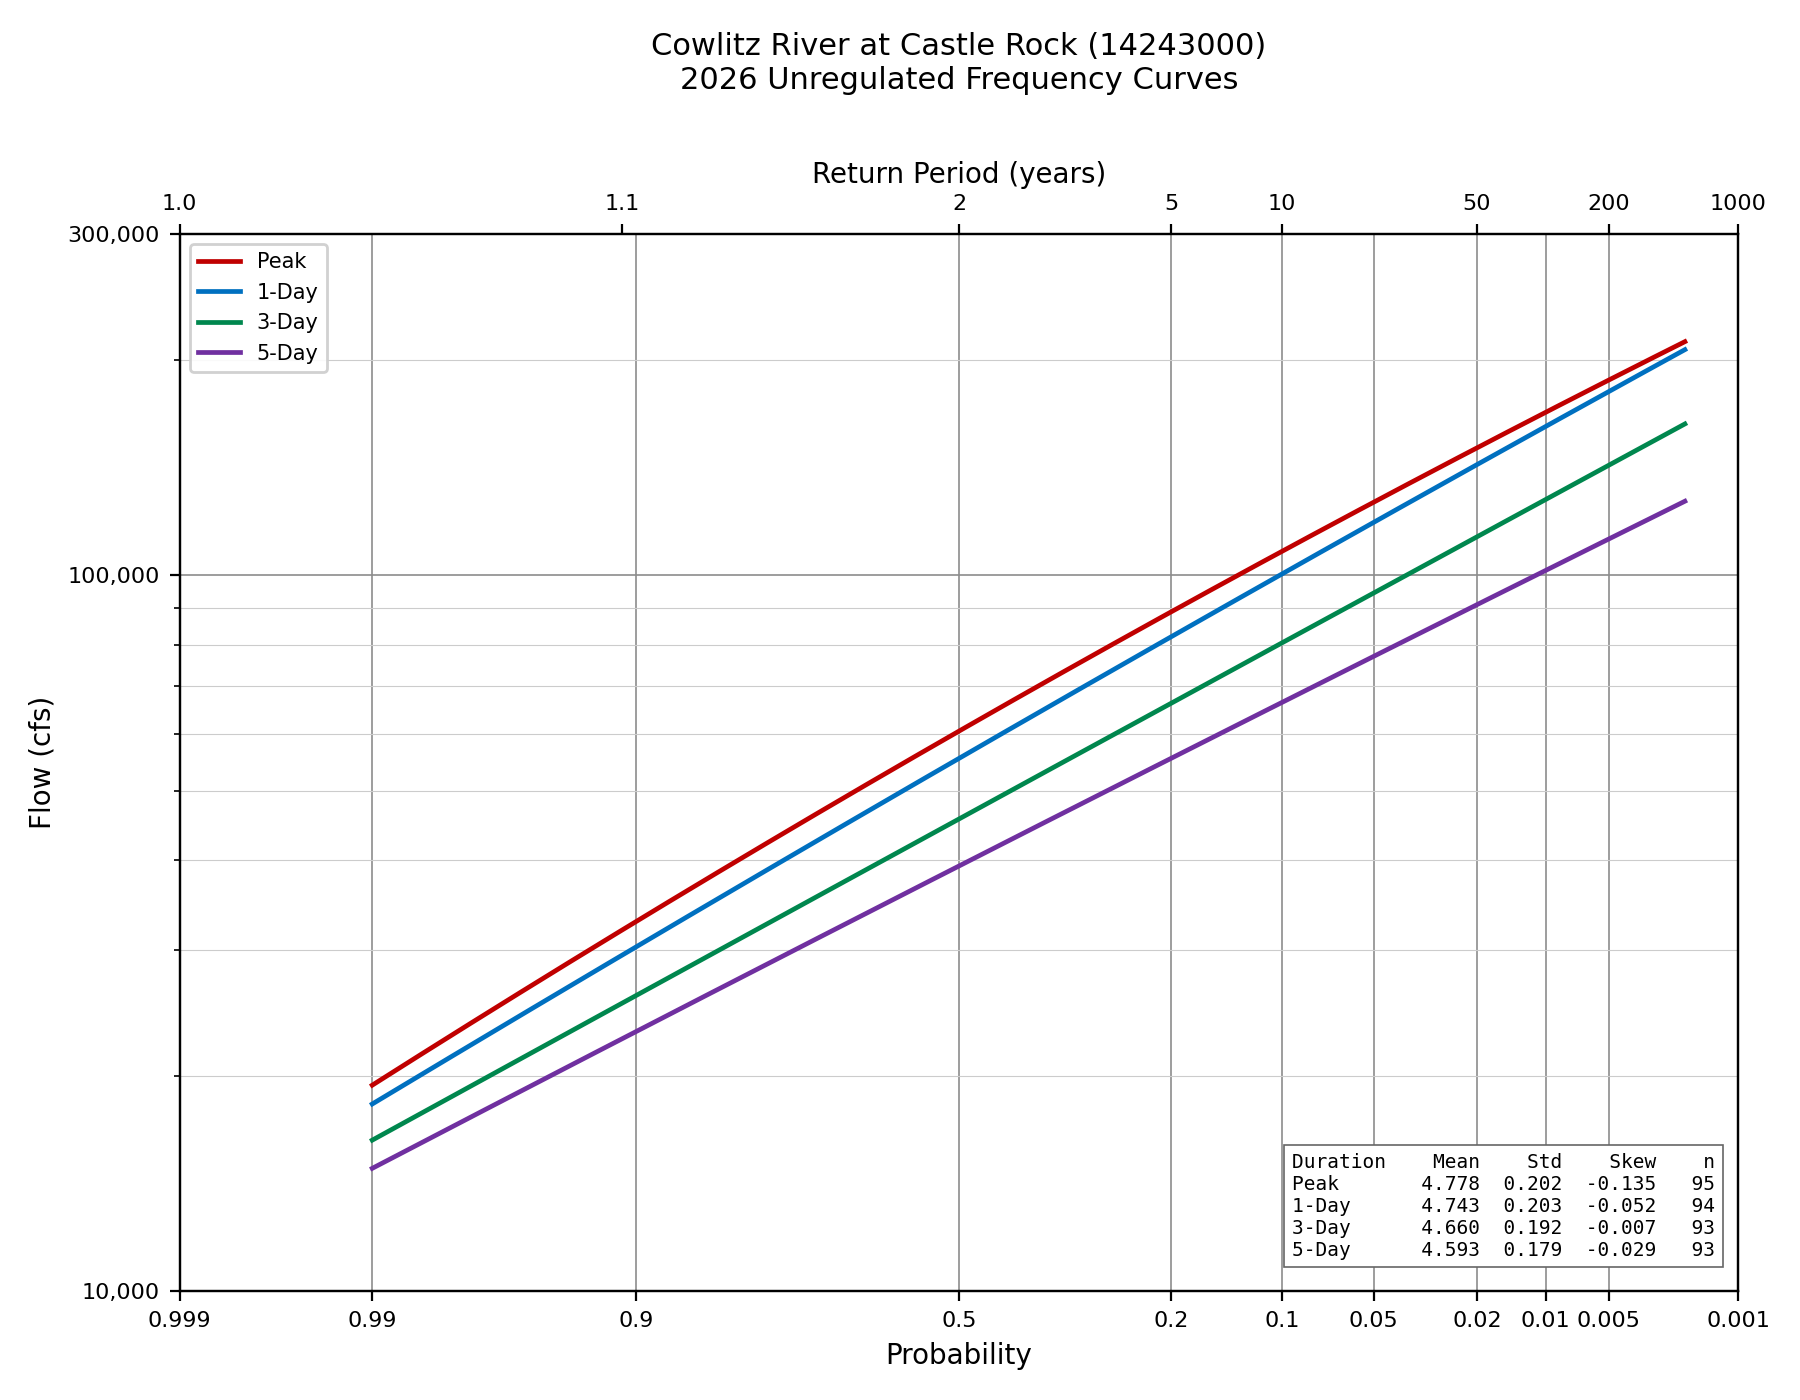 Cowlitz River at Castle Rock (14243000)
2026 Unregulated Frequency Curves
Return Period (years)
1.0 1.1 2 5 10 50 200 1000
300,000
Peak
1-Day
3-Day
5-Day
100,000
Flow (cfs)
Duration Mean Std Skew n
Peak 4.778 0.202 -0.135 95
1-Day 4.743 0.203 -0.052 94
3-Day 4.660 0.192 -0.007 93
5-Day 4.593 0.179 -0.029 93
10,000
0.999 0.99 0.9 0.5 0.2 0.1 0.05 0.02 0.01 0.005 0.001
Probability